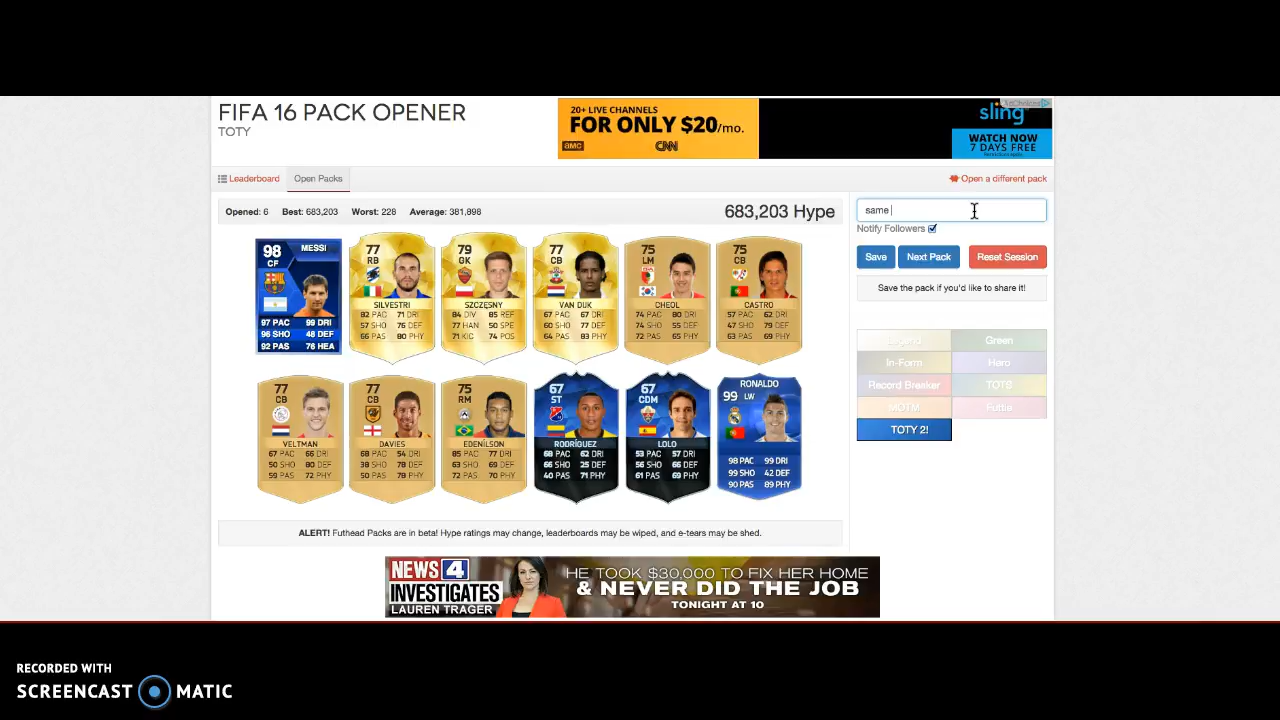 FIFA 16 PACK OPENER
TOTY
20+ LIVE CHANNELS
FOR ONLY $20/mo.
amc CNN
AdChoices
sling
WATCH NOW
7 DAYS FREE
Leaderboard Open Packs Open a different pack
Opened: 6 Best: 683,203 Worst: 228 Average: 381,898 683,203 Hype
same
Notify Followers
Save Next Pack Reset Session
Save the pack if you'd like to share it!
98 CF MESSI
97 PAC 99 DRI
96 SHO 48 DEF
92 PAS 76 HEA
77 RB
SILVESTRI
82 PAC 71 DRI
57 SHO 76 DEF
66 PAS 80 PHY
79 GK
SZCZESNY
84 DIV 85 REF
77 HAN 50 SPE
71 KIC 74 POS
77 CB
VAN DIJK
67 PAC 67 DRI
60 SHO 77 DEF
64 PAS 83 PHY
75 LM
CHEOL
74 PAC 80 DRI
74 SHO 55 DEF
72 PAS 65 PHY
75 CB
CASTRO
57 PAC 62 DRI
47 SHO 79 DEF
63 PAS 69 PHY
77 CB
VELTMAN
67 PAC 66 DRI
50 SHO 80 DEF
59 PAS 72 PHY
77 CB
DAVIES
68 PAC 54 DRI
38 SHO 78 DEF
50 PAS 78 PHY
75 RM
EDENÍLSON
85 PAC 77 DRI
63 SHO 69 DEF
72 PAS 70 PHY
67 ST
RODRÍGUEZ
68 PAC 62 DRI
66 SHO 25 DEF
40 PAS 71 PHY
67 CDM
LOLO
53 PAC 57 DRI
56 SHO 66 DEF
61 PAS 69 PHY
RONALDO
99 LW
98 PAC 99 DRI
99 SHO 42 DEF
90 PAS 89 PHY
Legend Green
In-Form Hero
Record Breaker TOTS
MOTM Futtie
TOTY 2!
ALERT! Futhead Packs are in beta! Hype ratings may change, leaderboards may be wiped, and e-tears may be shed.
NEWS 4
INVESTIGATES
LAUREN TRAGER
HE TOOK $30,000 TO FIX HER HOME
& NEVER DID THE JOB
TONIGHT AT 10
RECORDED WITH
SCREENCAST MATIC